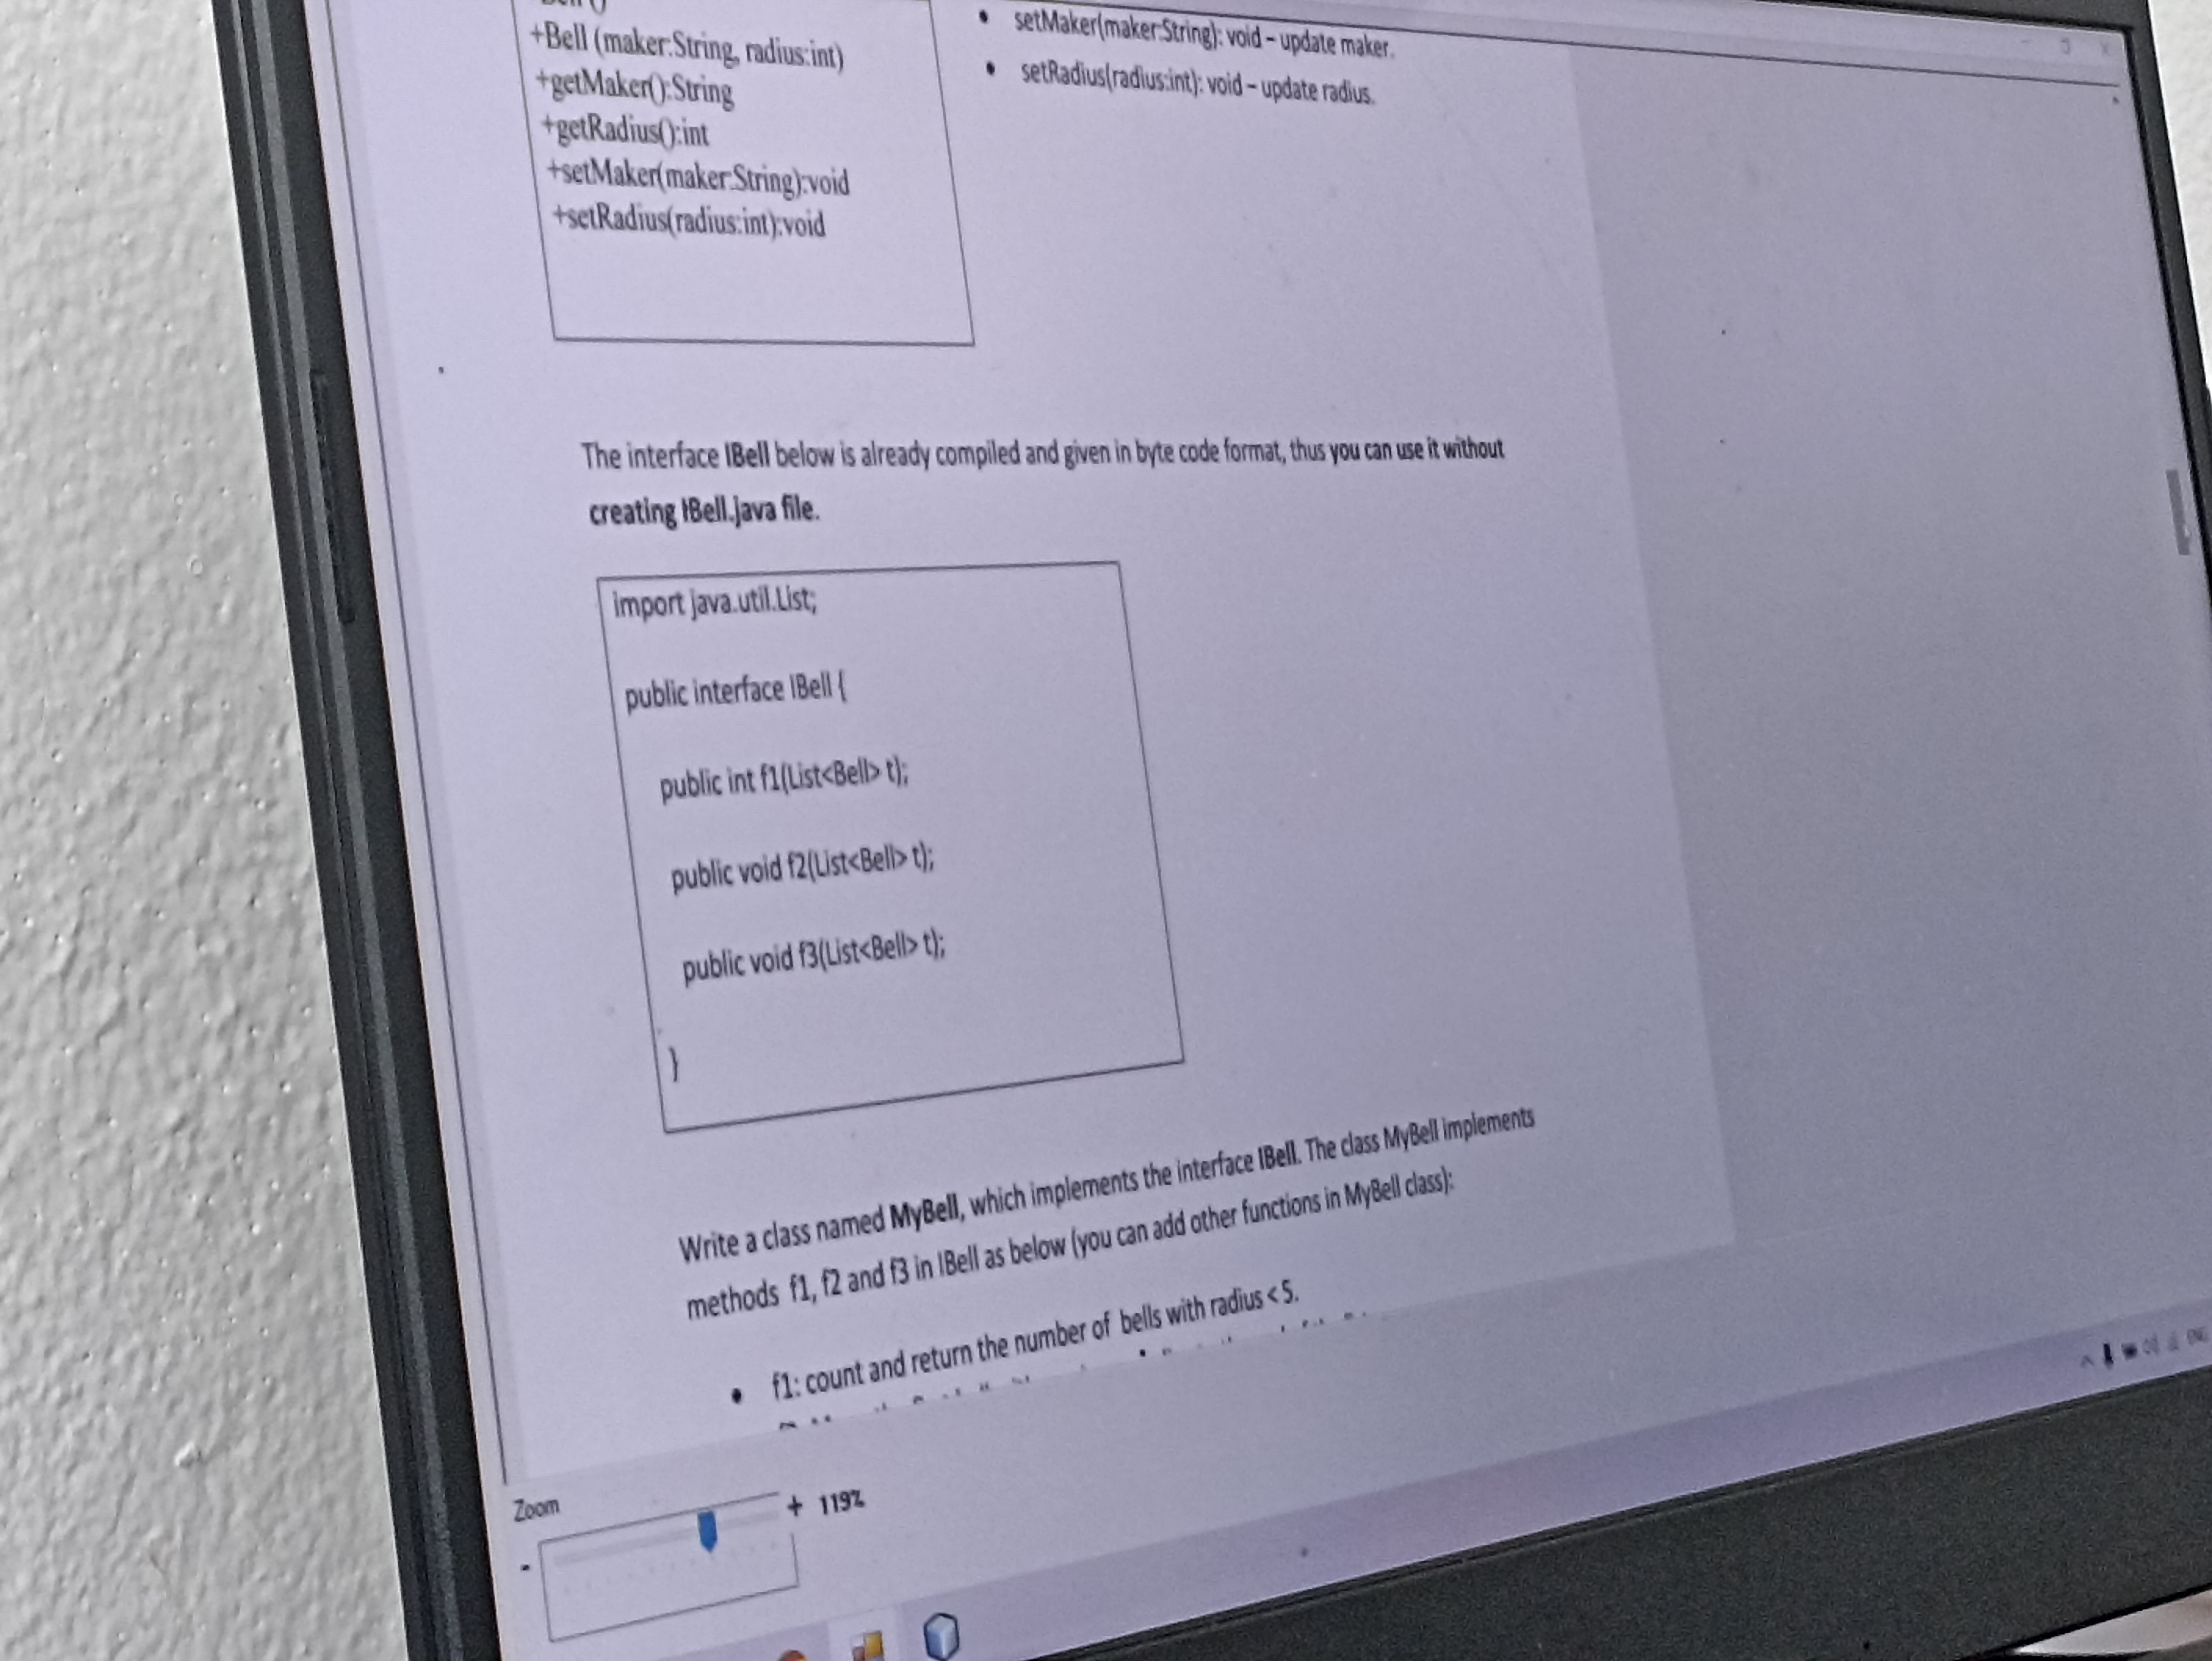 +Bell (maker:String, radius:int)
+getMaker():String
+getRadius():int
+setMaker(maker:String):void
+setRadius(radius:int):void
• setMaker(maker:String): void – update maker.
• setRadius(radius:int): void – update radius.
The interface IBell below is already compiled and given in byte code format, thus you can use it without
creating IBell.java file.
import java.util.List;
public interface IBell {
public int f1(List<Bell> t);
public void f2(List<Bell> t);
public void f3(List<Bell> t);
}
Write a class named MyBell, which implements the interface IBell. The class MyBell implements
methods f1, f2 and f3 in IBell as below (you can add other functions in MyBell class):
• f1: count and return the number of bells with radius < 5.
Zoom
- + 119%
ENG